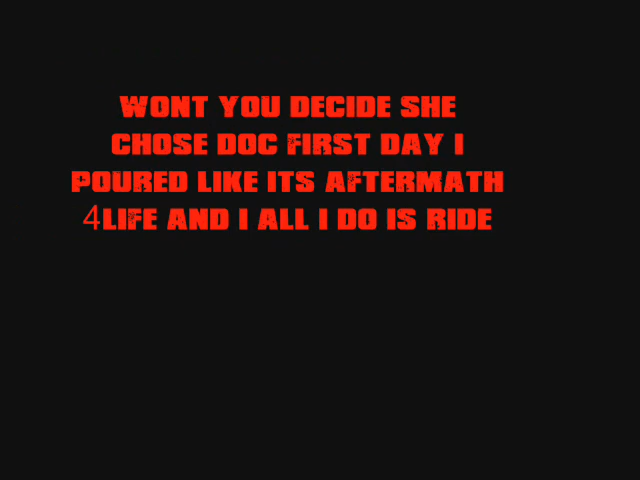 WONT YOU DECIDE SHE
CHOSE DOC FIRST DAY I
POURED LIKE ITS AFTERMATH
4LIFE AND I ALL I DO IS RIDE